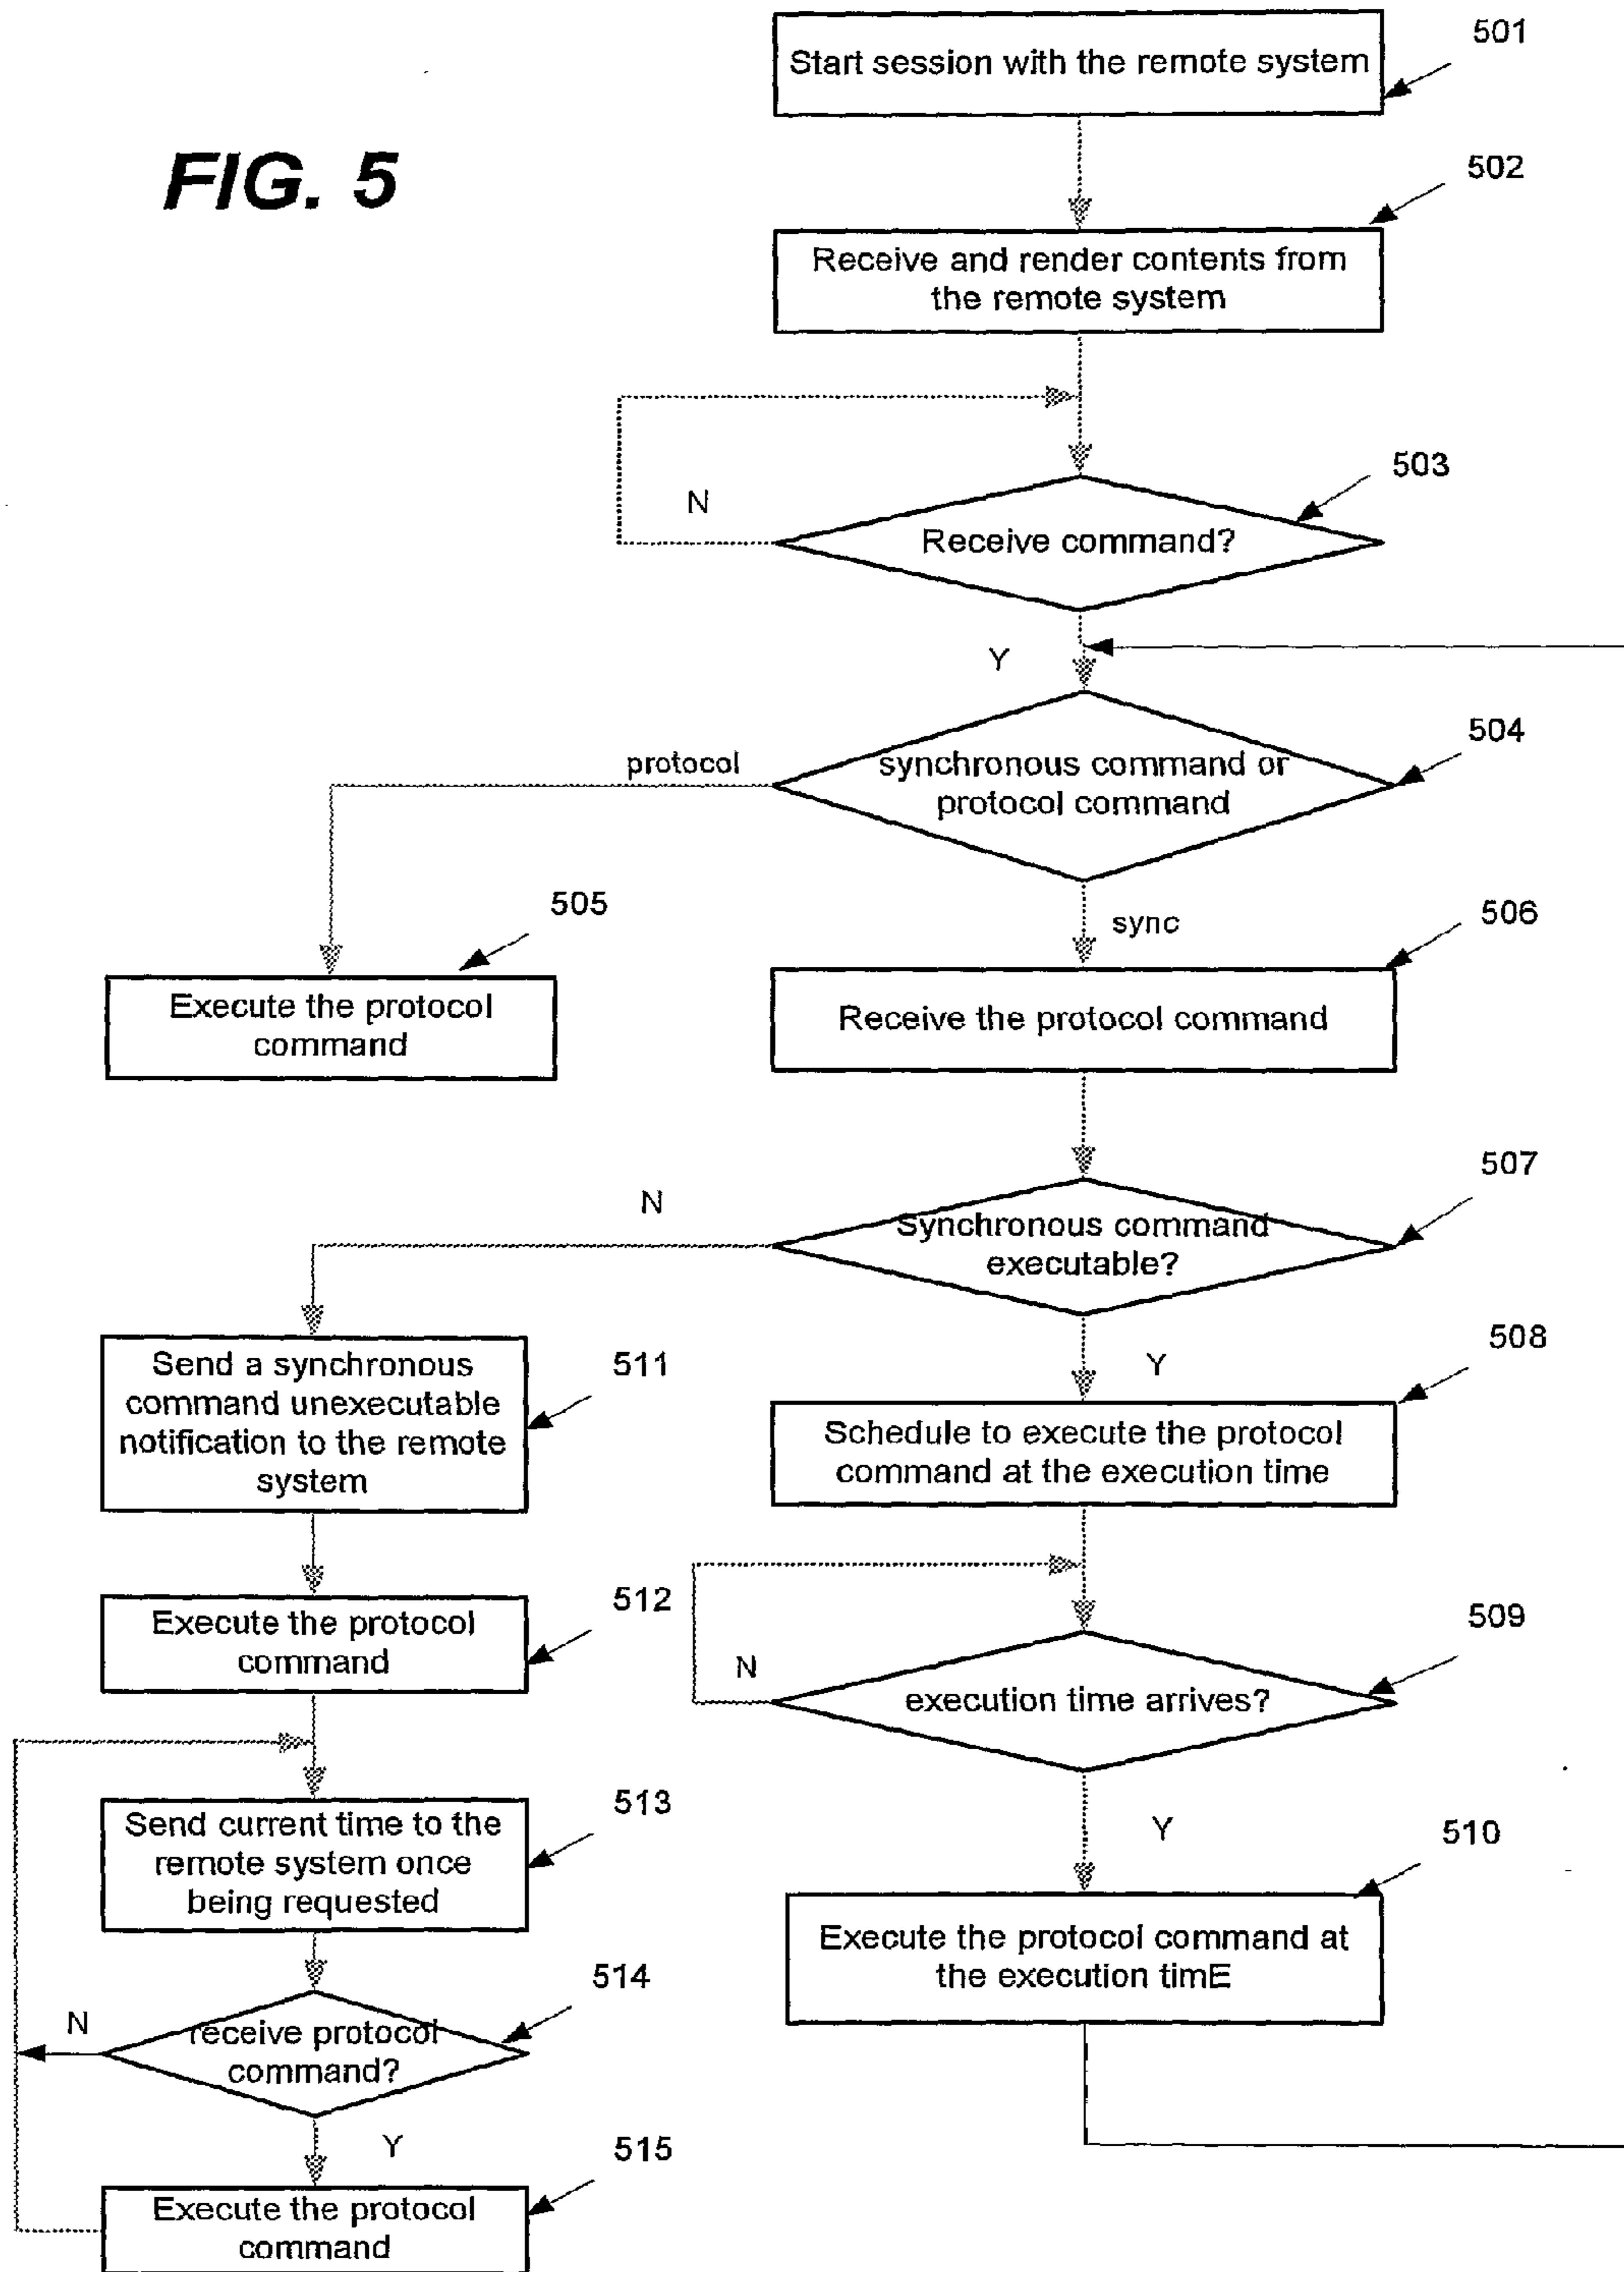 FIG. 5
Start session with the remote system
501
502
Receive and render contents from
the remote system
503
N
Receive command?
Y
504
protocol
synchronous command or
protocol command
505
sync
506
Execute the protocol
command
Receive the protocol command
507
N
Synchronous command
executable?
508
Send a synchronous
command unexecutable
notification to the remote
system
511
Y
Schedule to execute the protocol
command at the execution time
512
Execute the protocol
command
509
N
execution time arrives?
513
Send current time to the
remote system once
being requested
Y
510
Execute the protocol command at
the execution timE
514
N
receive protocol
command?
Y
515
Execute the protocol
command